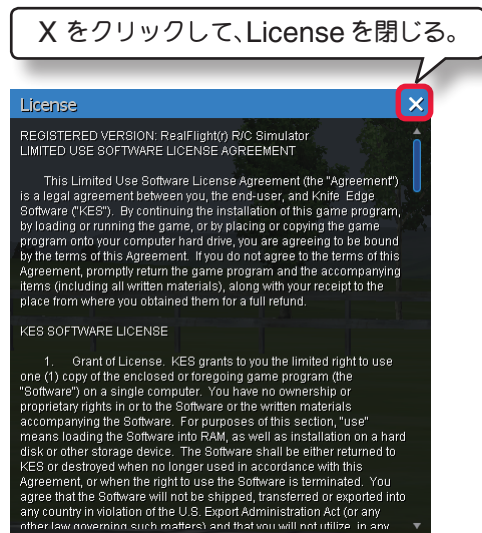 X をクリックして、License を閉じる。
License
REGISTERED VERSION: RealFlight(r) R/C Simulator
LIMITED USE SOFTWARE LICENSE AGREEMENT
This Limited Use Software License Agreement (the "Agreement")
is a legal agreement between you, the end-user, and Knife Edge
Software ("KES"). By continuing the installation of this game program,
by loading or running the game, or by placing or copying the game
program onto your computer hard drive, you are agreeing to be bound
by the terms of this Agreement. If you do not agree to the terms of this
Agreement, promptly return the game program and the accompanying
items (including all written materials), along with your receipt to the
place from where you obtained them for a full refund.
KES SOFTWARE LICENSE
1. Grant of License. KES grants to you the limited right to use
one (1) copy of the enclosed or foregoing game program (the
"Software") on a single computer. You have no ownership or
proprietary rights in or to the Software or the written materials
accompanying the Software. For purposes of this section, "use"
means loading the Software into RAM, as well as installation on a hard
disk or other storage device. The Software shall be either returned to
KES or destroyed when no longer used in accordance with this
Agreement, or when the right to use the Software is terminated. You
agree that the Software will not be shipped, transferred or exported into
any country in violation of the U.S. Export Administration Act (or any
other law governing such matters) and that you will not utilize, in any